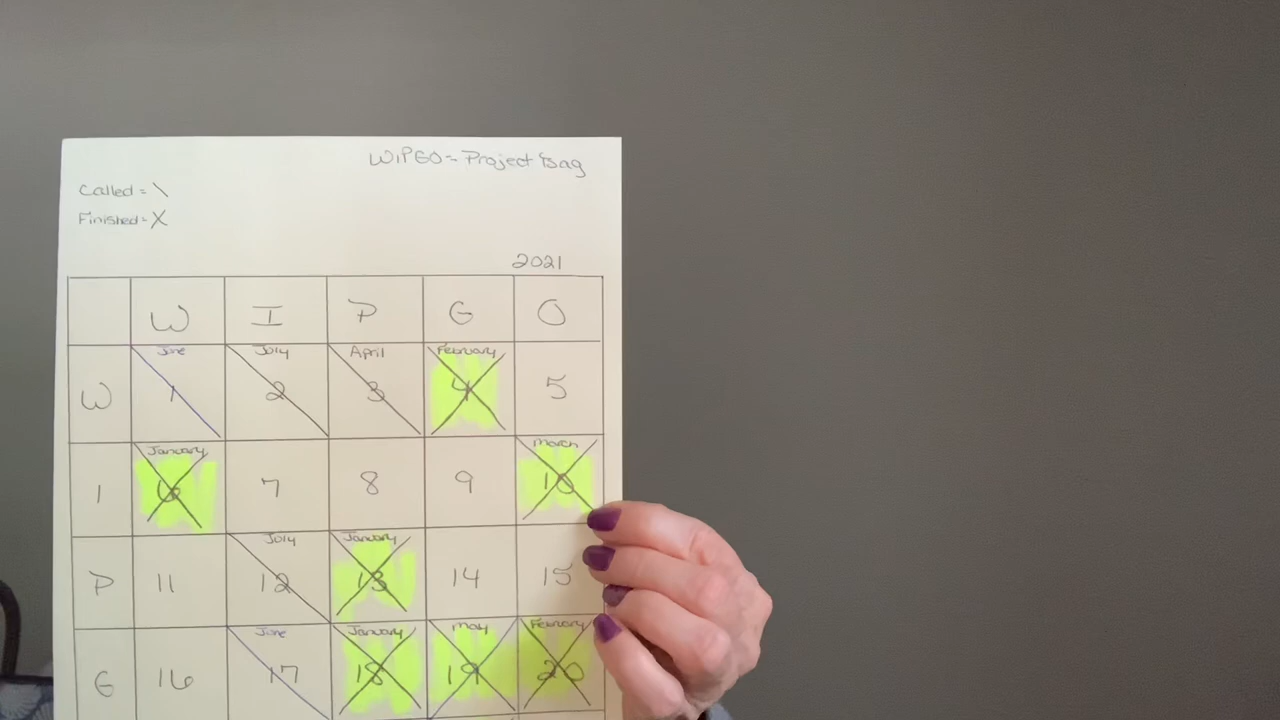 WIPGO~ Project Bag
Called = \
Finished = X
2021
W I P G O
June July April February
W 1 2 3 4 5
January March
I 6 7 8 9 10
July January
P 11 12 13 14 15
June January May February
G 16 17 18 19 20